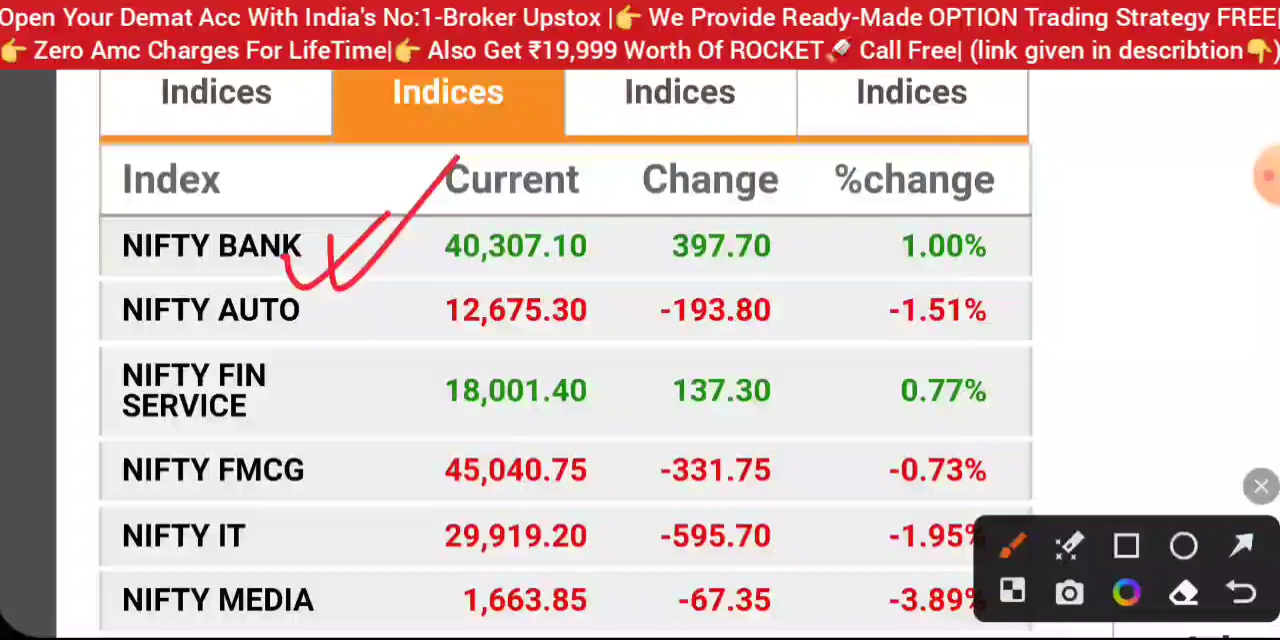 Open Your Demat Acc With India's No:1-Broker Upstox |👉 We Provide Ready-Made OPTION Trading Strategy FREE|
👉 Zero Amc Charges For LifeTime|👉 Also Get ₹19,999 Worth Of ROCKET🚀 Call Free| (link given in describtion👇)
Indices Indices Indices Indices
Index Current Change %change
NIFTY BANK 40,307.10 397.70 1.00%
NIFTY AUTO 12,675.30 -193.80 -1.51%
NIFTY FIN
SERVICE 18,001.40 137.30 0.77%
NIFTY FMCG 45,040.75 -331.75 -0.73%
NIFTY IT 29,919.20 -595.70 -1.95%
NIFTY MEDIA 1,663.85 -67.35 -3.89%